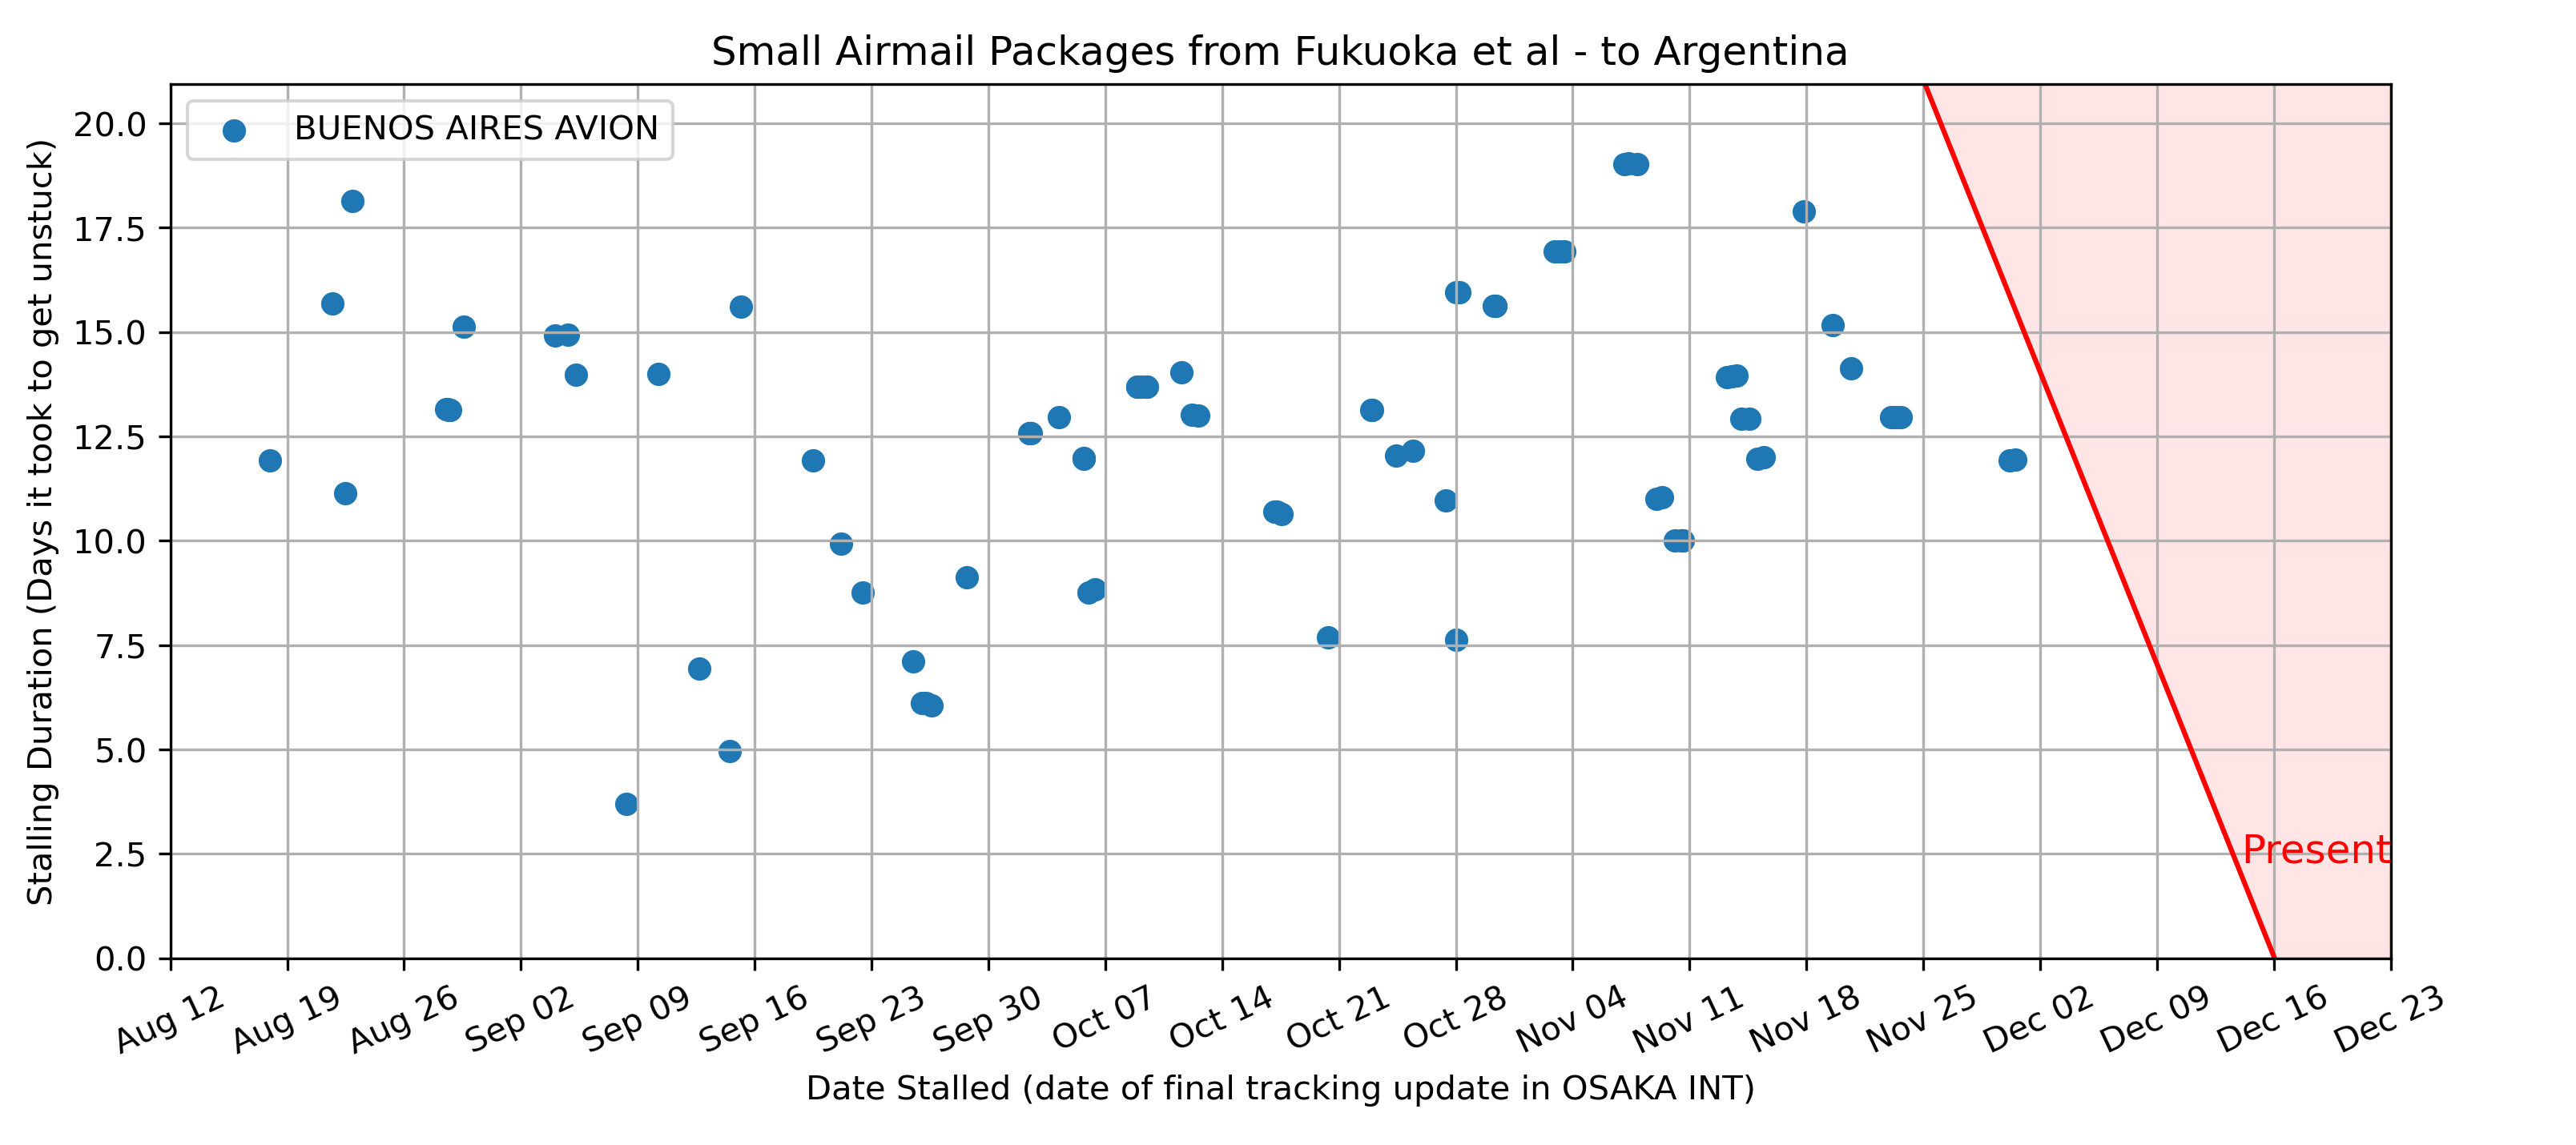 Small Airmail Packages from Fukuoka et al - to Argentina
BUENOS AIRES AVION
Stalling Duration (Days it took to get unstuck)
20.0
17.5
15.0
12.5
10.0
7.5
5.0
2.5
0.0
Present
Aug 12
Aug 19
Aug 26
Sep 02
Sep 09
Sep 16
Sep 23
Sep 30
Oct 07
Oct 14
Oct 21
Oct 28
Nov 04
Nov 11
Nov 18
Nov 25
Dec 02
Dec 09
Dec 16
Dec 23
Date Stalled (date of final tracking update in OSAKA INT)